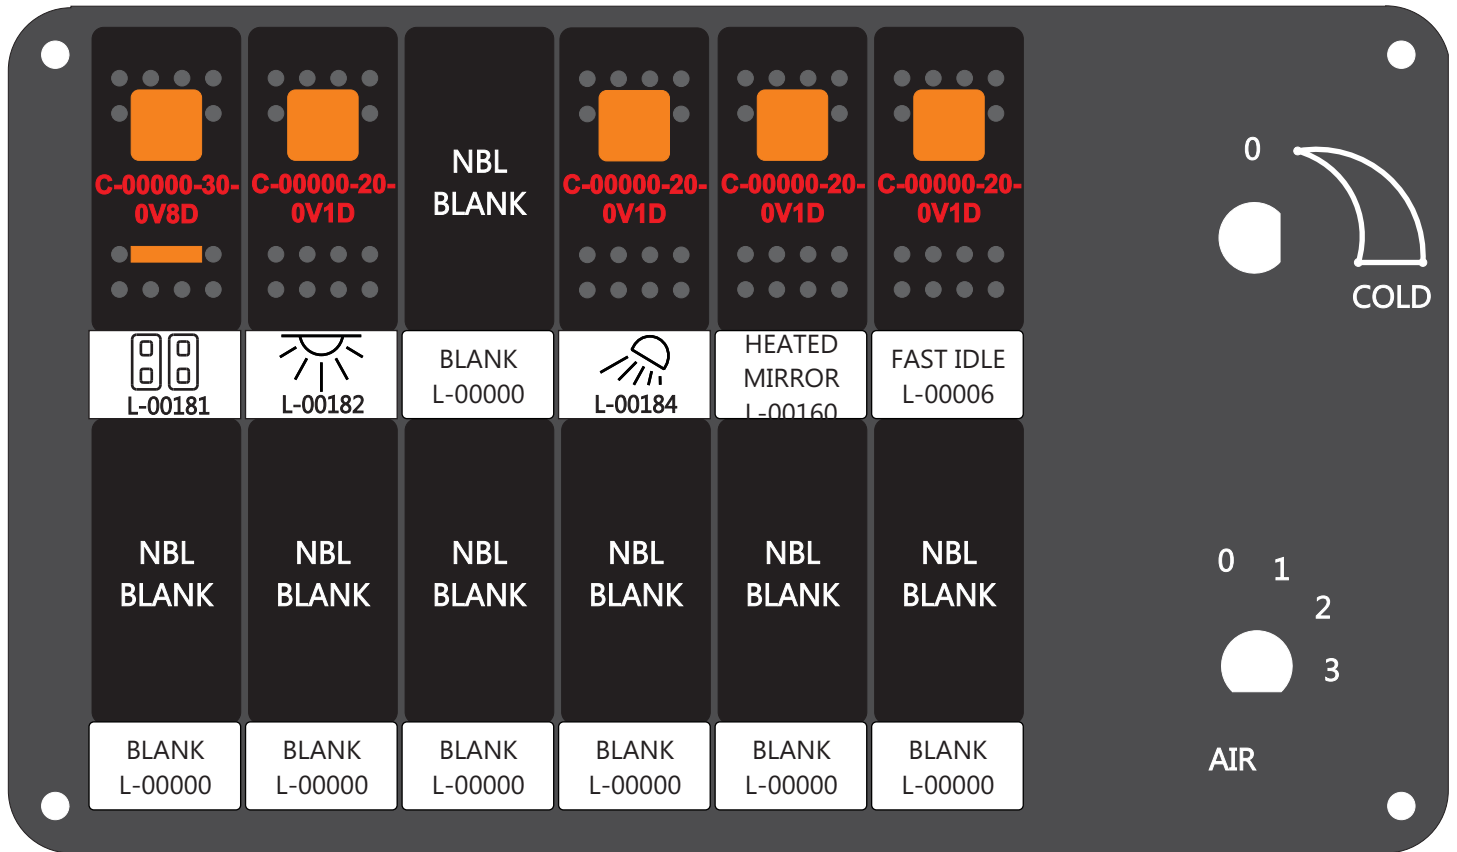 C-00000-30-
0V8D
C-00000-20-
0V1D
NBL
BLANK
C-00000-20-
0V1D
C-00000-20-
0V1D
C-00000-20-
0V1D
L-00181
L-00182
BLANK
L-00000
L-00184
HEATED
MIRROR
L-00160
FAST IDLE
L-00006
NBL
BLANK
NBL
BLANK
NBL
BLANK
NBL
BLANK
NBL
BLANK
NBL
BLANK
BLANK
L-00000
BLANK
L-00000
BLANK
L-00000
BLANK
L-00000
BLANK
L-00000
BLANK
L-00000
0
COLD
0
1
2
3
AIR